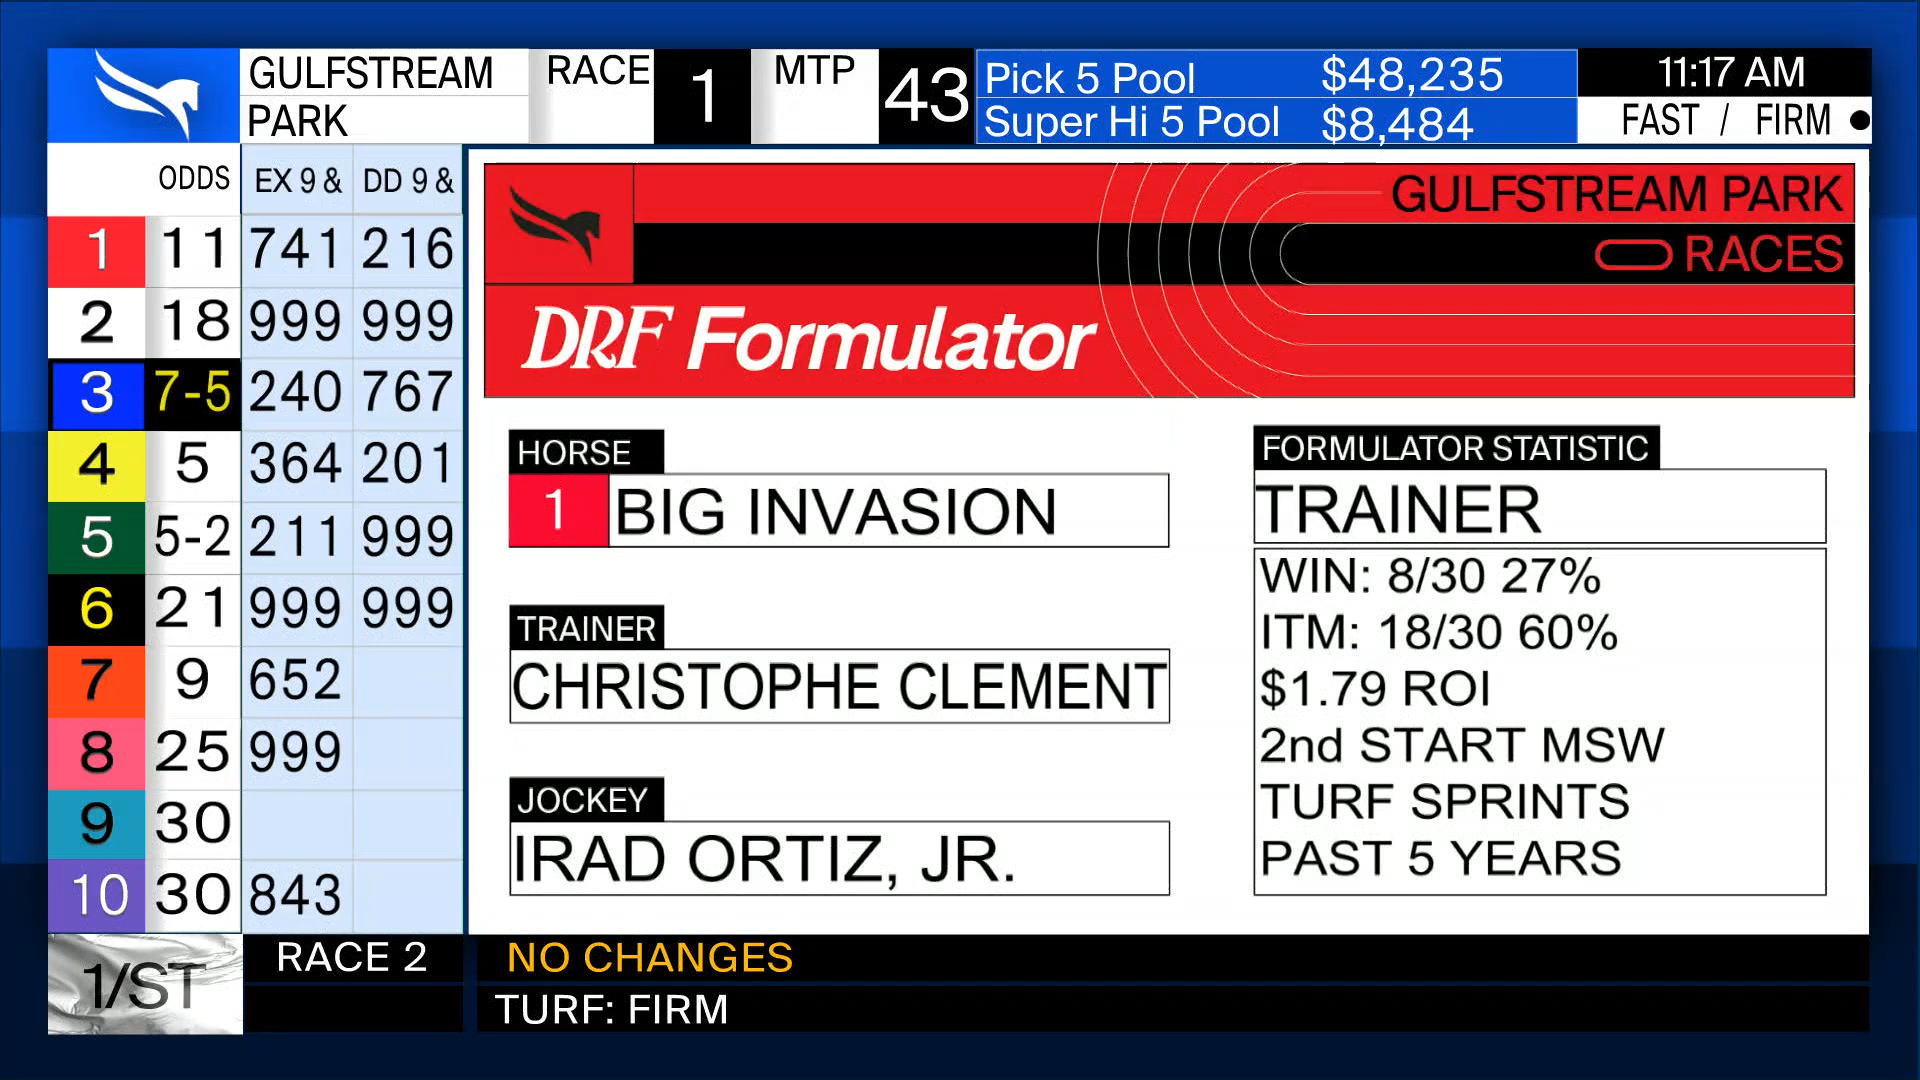 GULFSTREAM PARK
RACE 1 MTP 43
Pick 5 Pool $48,235
Super Hi 5 Pool $8,484
11:17 AM
FAST / FIRM
ODDS EX 9 & DD 9 &
1 11 741 216
2 18 999 999
3 7-5 240 767
4 5 364 201
5 5-2 211 999
6 21 999 999
7 9 652
8 25 999
9 30
10 30 843
GULFSTREAM PARK
RACES
DRF Formulator
HORSE
1 BIG INVASION
TRAINER
CHRISTOPHE CLEMENT
JOCKEY
IRAD ORTIZ, JR.
FORMULATOR STATISTIC
TRAINER
WIN: 8/30 27%
ITM: 18/30 60%
$1.79 ROI
2nd START MSW
TURF SPRINTS
PAST 5 YEARS
1/ST
RACE 2 NO CHANGES
TURF: FIRM